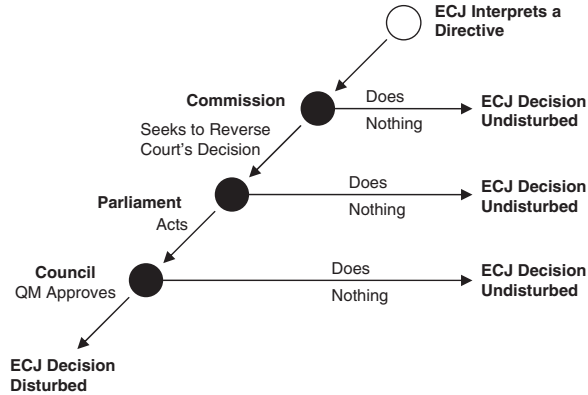 ECJ Interprets a
Directive
Commission
Does
Nothing
ECJ Decision
Undisturbed
Seeks to Reverse
Court's Decision
Parliament
Acts
Does
Nothing
ECJ Decision
Undisturbed
Council
QM Approves
Does
Nothing
ECJ Decision
Undisturbed
ECJ Decision
Disturbed